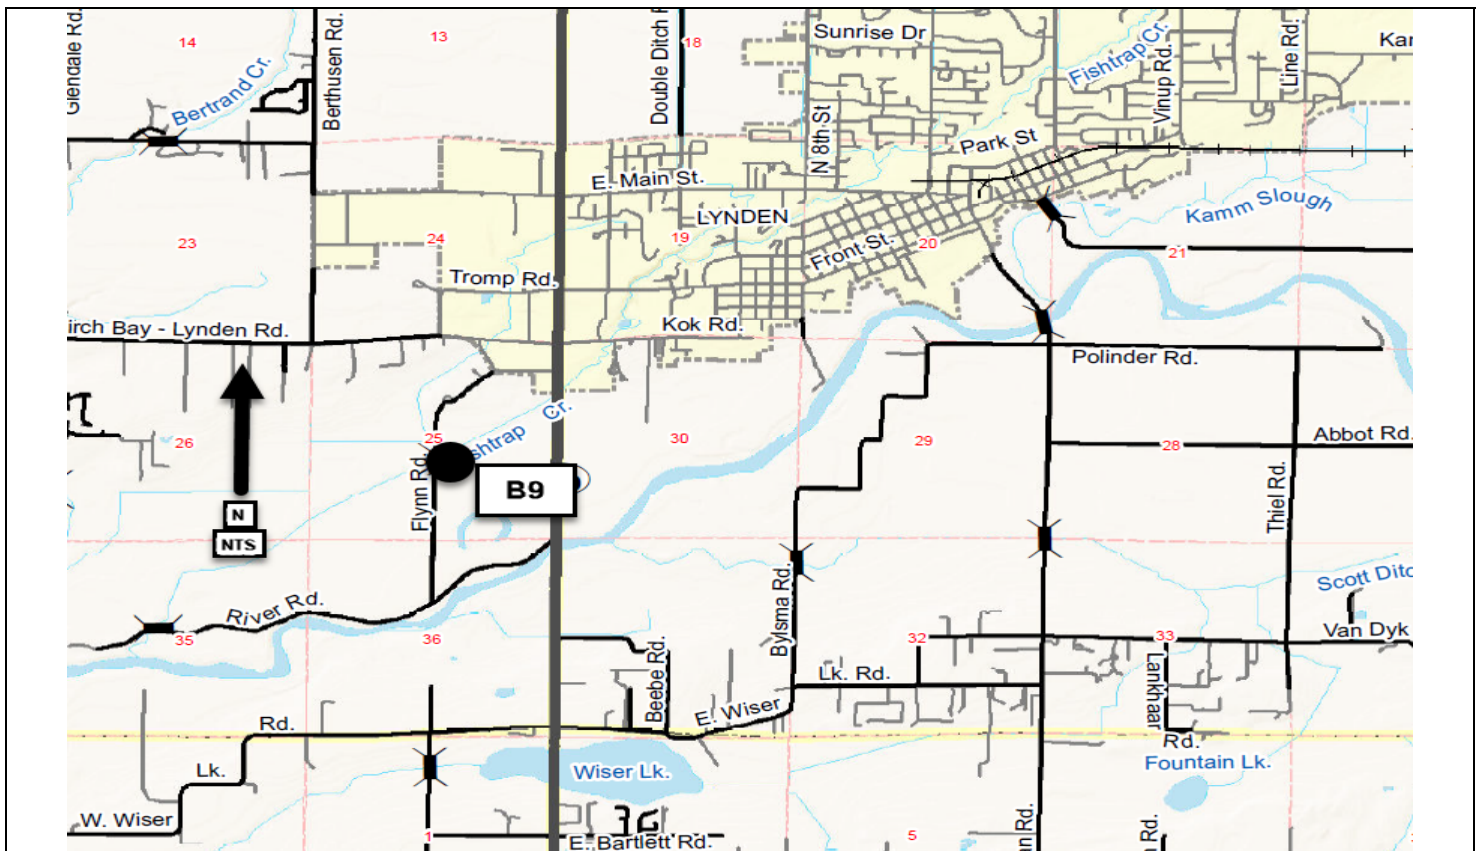 Glendale Rd.
14
Bertrand Cr.
Berthusen Rd.
13
Double Ditch R
18
Sunrise Dr
Fishtrap Cr.
Vinup Rd.
Line Rd.
Kar
N 8th St
Park St
E. Main St.
LYNDEN
Kamm Slough
23
24
19
Front St.
20
21
Tromp Rd.
irch Bay - Lynden Rd.
Kok Rd.
Polinder Rd.
26
25
shtrap
Cr.
30
29
28
Abbot Rd.
Flynn Rd.
B9
Thiel Rd.
N
NTS
Bylsma Rd.
Scott Ditc
River Rd.
35
36
32
33
Van Dyk
Beebe Rd.
Lk. Rd.
Lankhaar
E. Wiser
Rd.
Rd.
Lk.
Wiser Lk.
Fountain Lk.
W. Wiser
1
E. Bartlett Rd.
5
an Rd.
Rd.